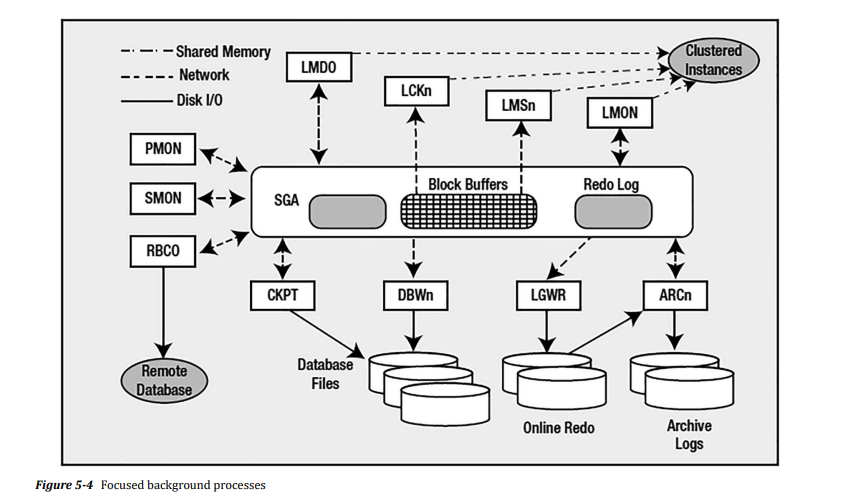 Shared Memory
Network
Disk I/O
LMDO
LCKn
LMSn
LMON
Clustered
Instances
PMON
SMON
RBCO
SGA
Block Buffers
Redo Log
CKPT
DBWn
LGWR
ARCn
Remote
Database
Database
Files
Online Redo
Archive
Logs
Figure 5-4 Focused background processes